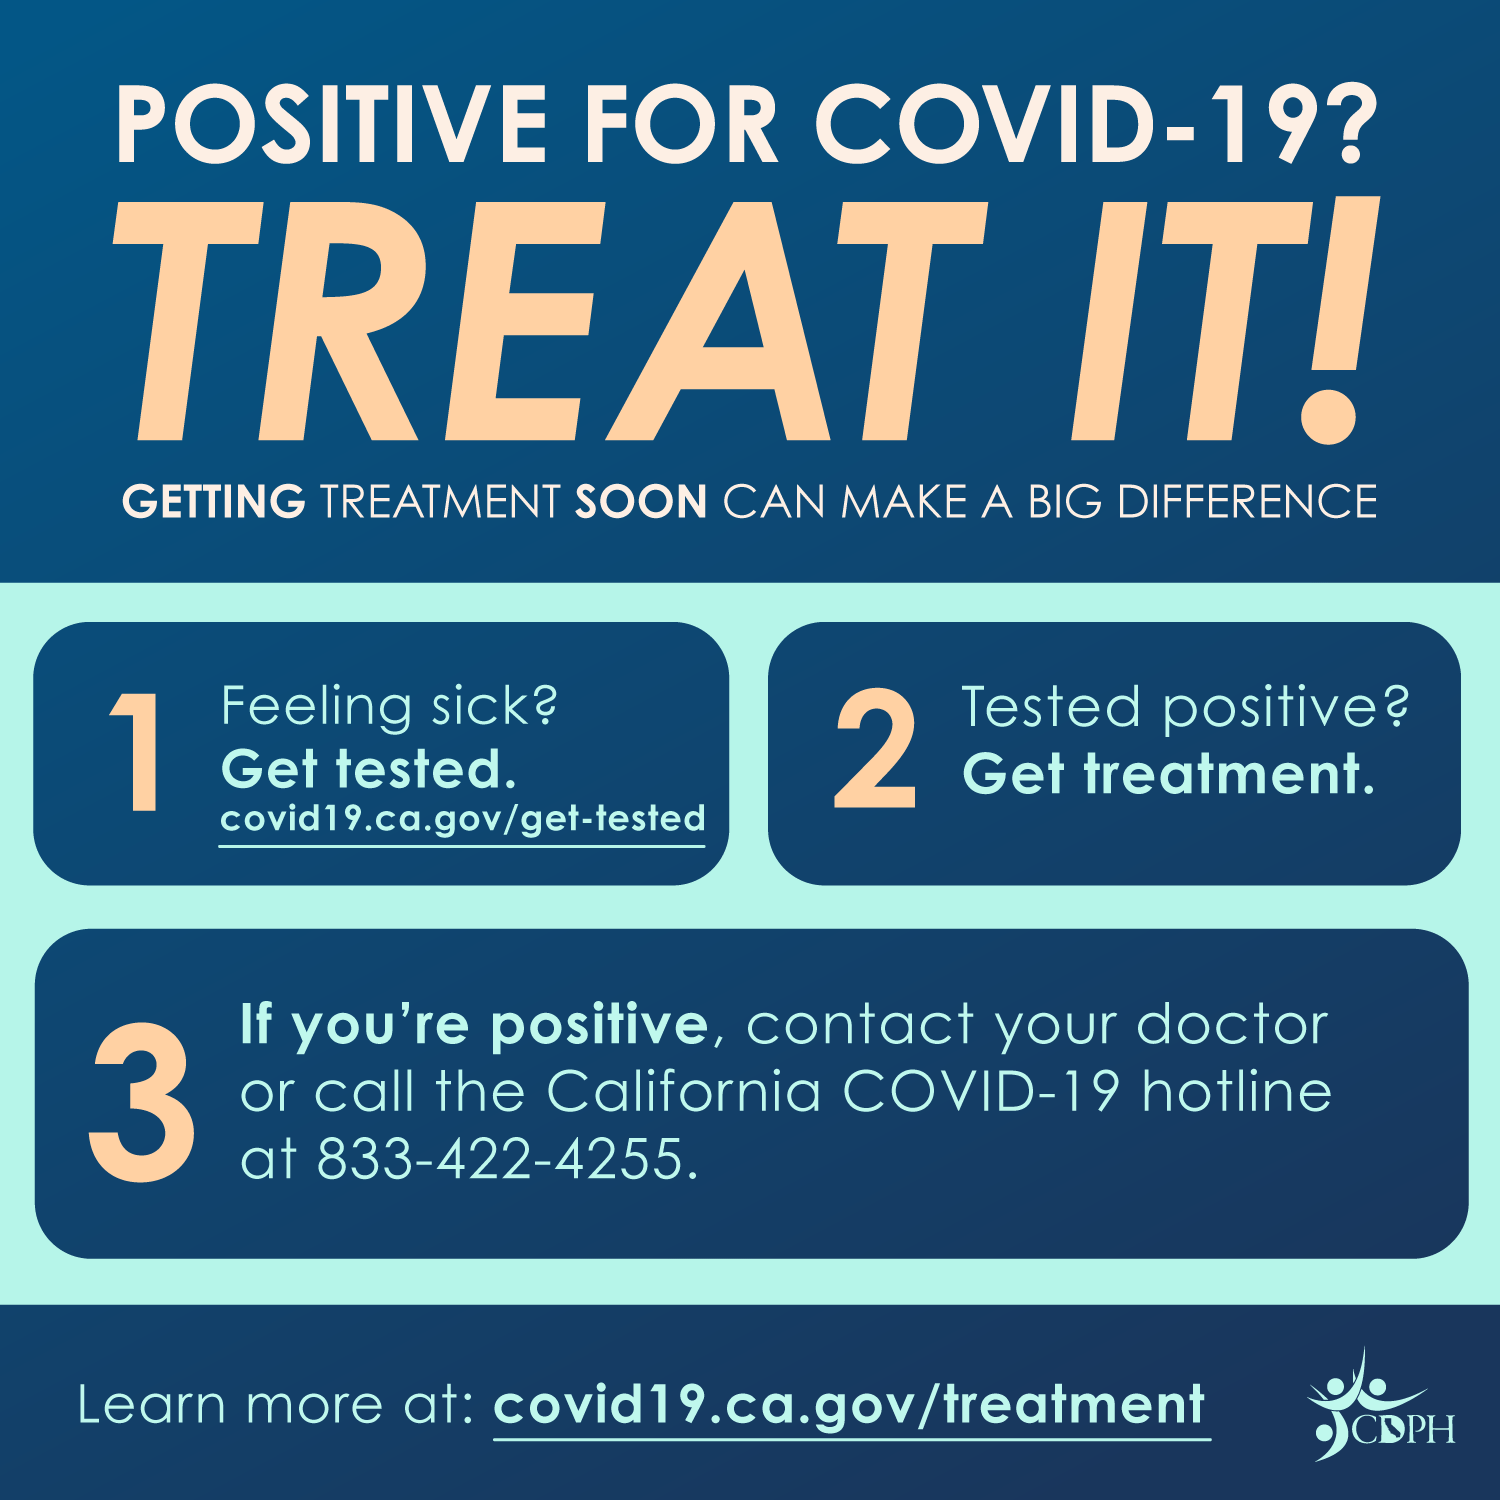 POSITIVE FOR COVID-19?
TREAT IT!
GETTING TREATMENT SOON CAN MAKE A BIG DIFFERENCE
1
Feeling sick?
Get tested.
covid19.ca.gov/get-tested
2
Tested positive?
Get treatment.
3
If you’re positive, contact your doctor
or call the California COVID-19 hotline
at 833-422-4255.
Learn more at: covid19.ca.gov/treatment
CDPH